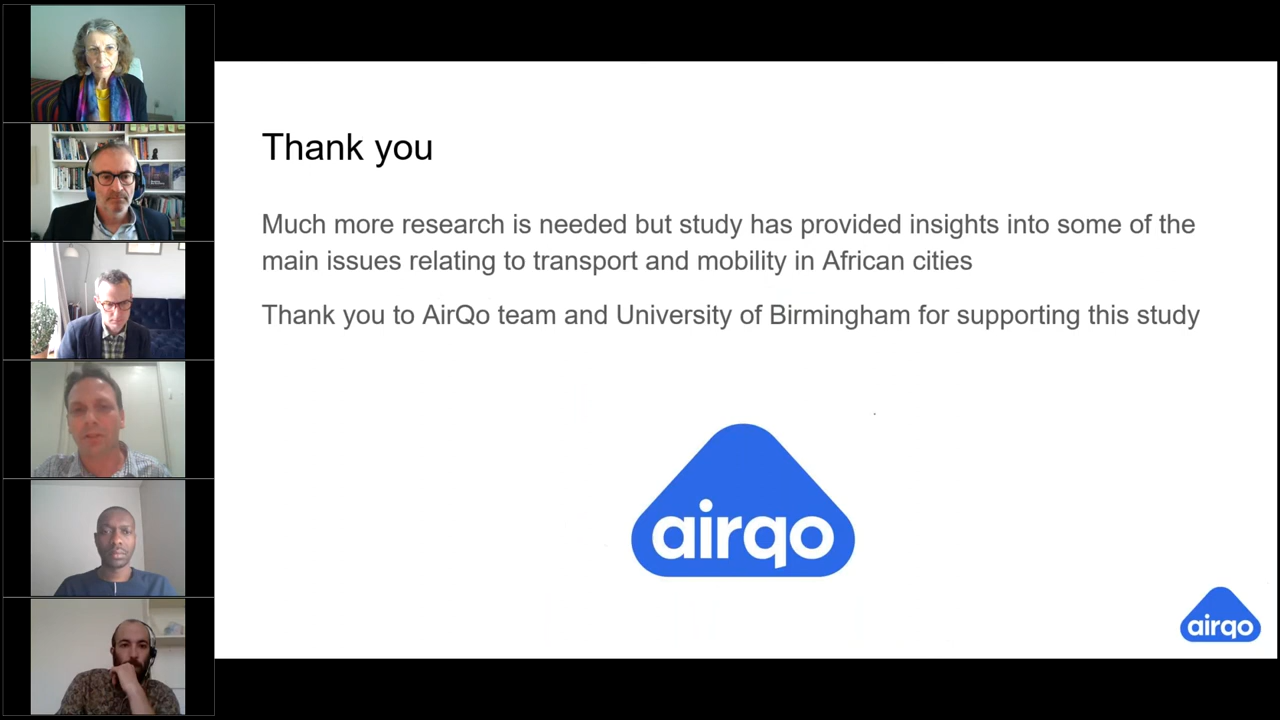 Thank you
Much more research is needed but study has provided insights into some of the
main issues relating to transport and mobility in African cities
Thank you to AirQo team and University of Birmingham for supporting this study
airqo
airqo